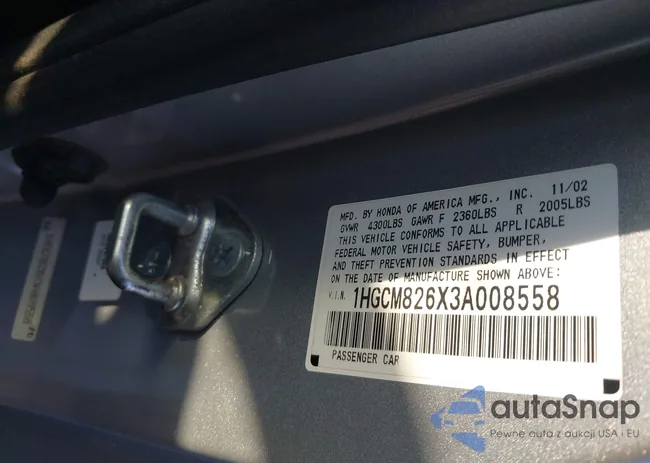 MFD. BY HONDA OF AMERICA MFG., INC. 11/02
GVWR 4300LBS GAWR F 2360LBS R 2005LBS
THIS VEHICLE CONFORMS TO ALL APPLICABLE
FEDERAL MOTOR VEHICLE SAFETY, BUMPER,
AND THEFT PREVENTION STANDARDS IN EFFECT
ON THE DATE OF MANUFACTURE SHOWN ABOVE:
V.I.N. 1HGCM826X3A008558
PASSENGER CAR
autaSnap
Pewne auta z aukcji USA i EU